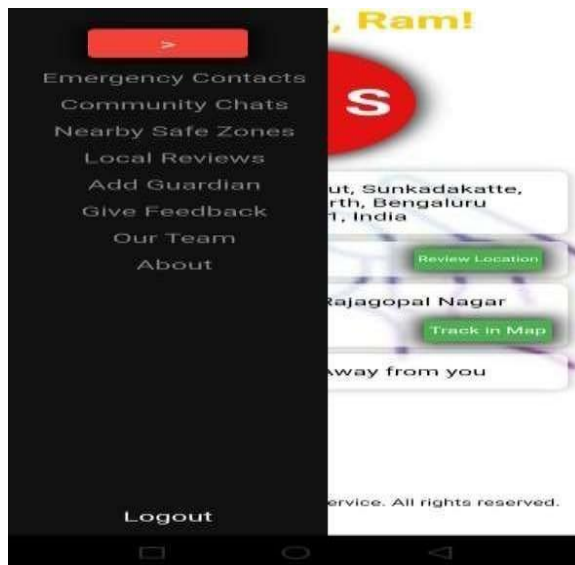 >
Emergency Contacts
Community Chats
Nearby Safe Zones
Local Reviews
Add Guardian
Give Feedback
Our Team
About
Logout
, Ram!
S
ut, Sunkadakatte,
rth, Bengaluru
1, India
Review Location
Rajagopal Nagar
Track in Map
Away from you
ervice. All rights reserved.